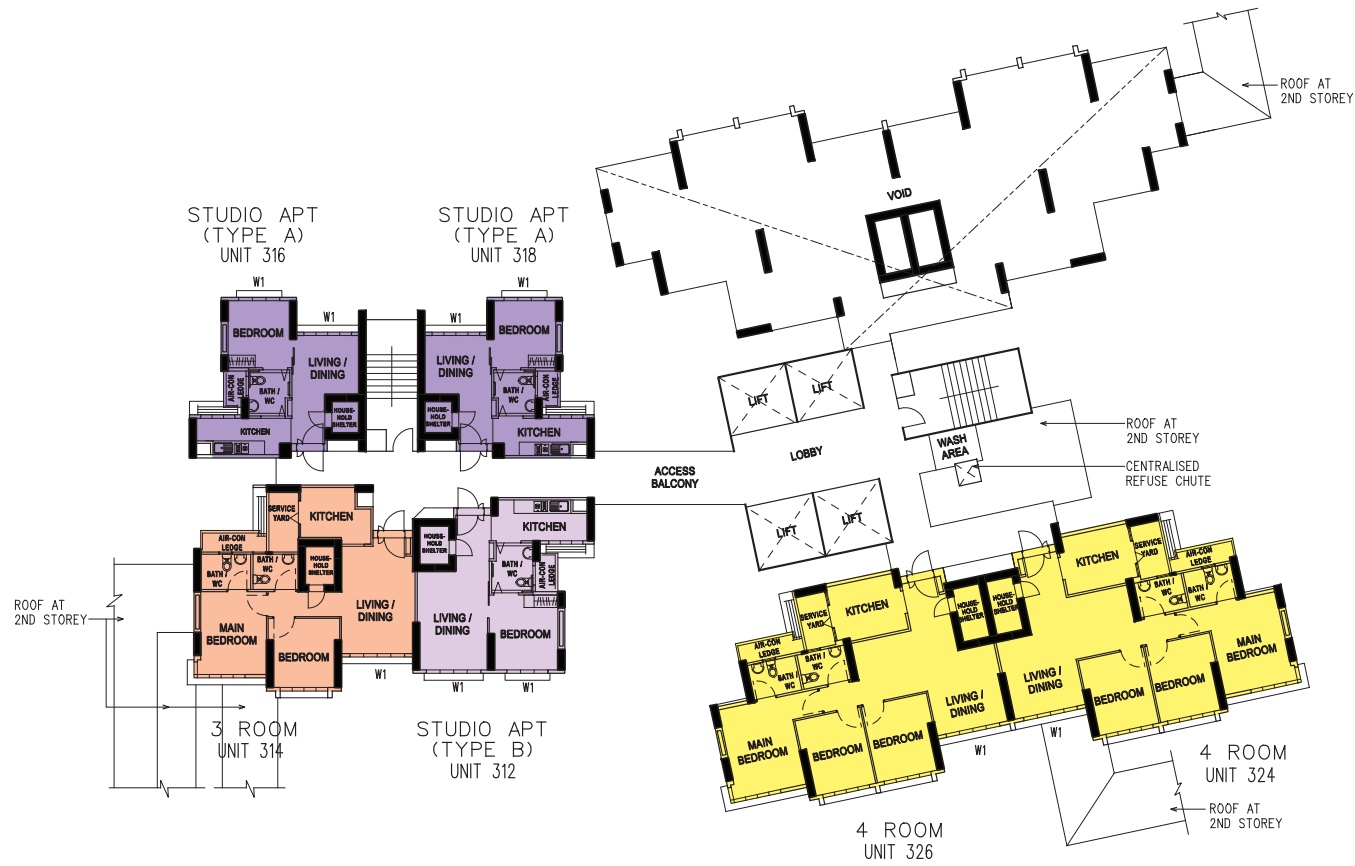 ROOF AT
2ND STOREY
VOID
STUDIO APT
(TYPE A)
UNIT 316
STUDIO APT
(TYPE A)
UNIT 318
W1
W1
W1
W1
BEDROOM
LIVING /
DINING
AIR-CON
LEDGE
BATH /
WC
HOUSE-
HOLD
SHELTER
KITCHEN
BEDROOM
LIVING /
DINING
BATH /
WC
AIR-CON
LEDGE
HOUSE-
HOLD
SHELTER
KITCHEN
LIFT
LIFT
WASH
AREA
ROOF AT
2ND STOREY
LOBBY
ACCESS
BALCONY
CENTRALISED
REFUSE CHUTE
LIFT
LIFT
SERVICE
YARD
KITCHEN
AIR-CON
LEDGE
BATH /
WC
BATH /
WC
HOUSE-
HOLD
SHELTER
LIVING /
DINING
MAIN
BEDROOM
BEDROOM
W1
HOUSE-
HOLD
SHELTER
KITCHEN
BATH /
WC
AIR-CON
LEDGE
LIVING /
DINING
BEDROOM
W1
W1
ROOF AT
2ND STOREY
3 ROOM
UNIT 314
STUDIO APT
(TYPE B)
UNIT 312
KITCHEN
SERVICE
YARD
AIR-CON
LEDGE
BATH /
WC
BATH /
WC
HOUSE-
HOLD
SHELTER
LIVING /
DINING
MAIN
BEDROOM
BEDROOM
BEDROOM
W1
KITCHEN
SERVICE
YARD
AIR-CON
LEDGE
BATH /
WC
BATH /
WC
HOUSE-
HOLD
SHELTER
LIVING /
DINING
BEDROOM
BEDROOM
MAIN
BEDROOM
W1
4 ROOM
UNIT 324
ROOF AT
2ND STOREY
4 ROOM
UNIT 326